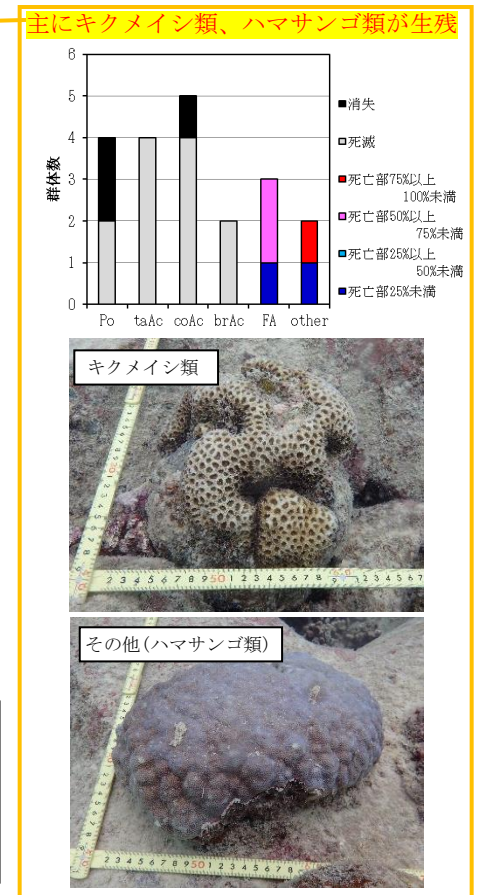 主にキクメイシ類、ハマサンゴ類が生残
6
5
4
3
2
1
0
群体数
Po taAc coAc brAc FA other
■消失
■死滅
■死亡部75%以上
100%未満
■死亡部50%以上
75%未満
■死亡部25%以上
50%未満
■死亡部25%未満
キクメイシ類
その他(ハマサンゴ類)